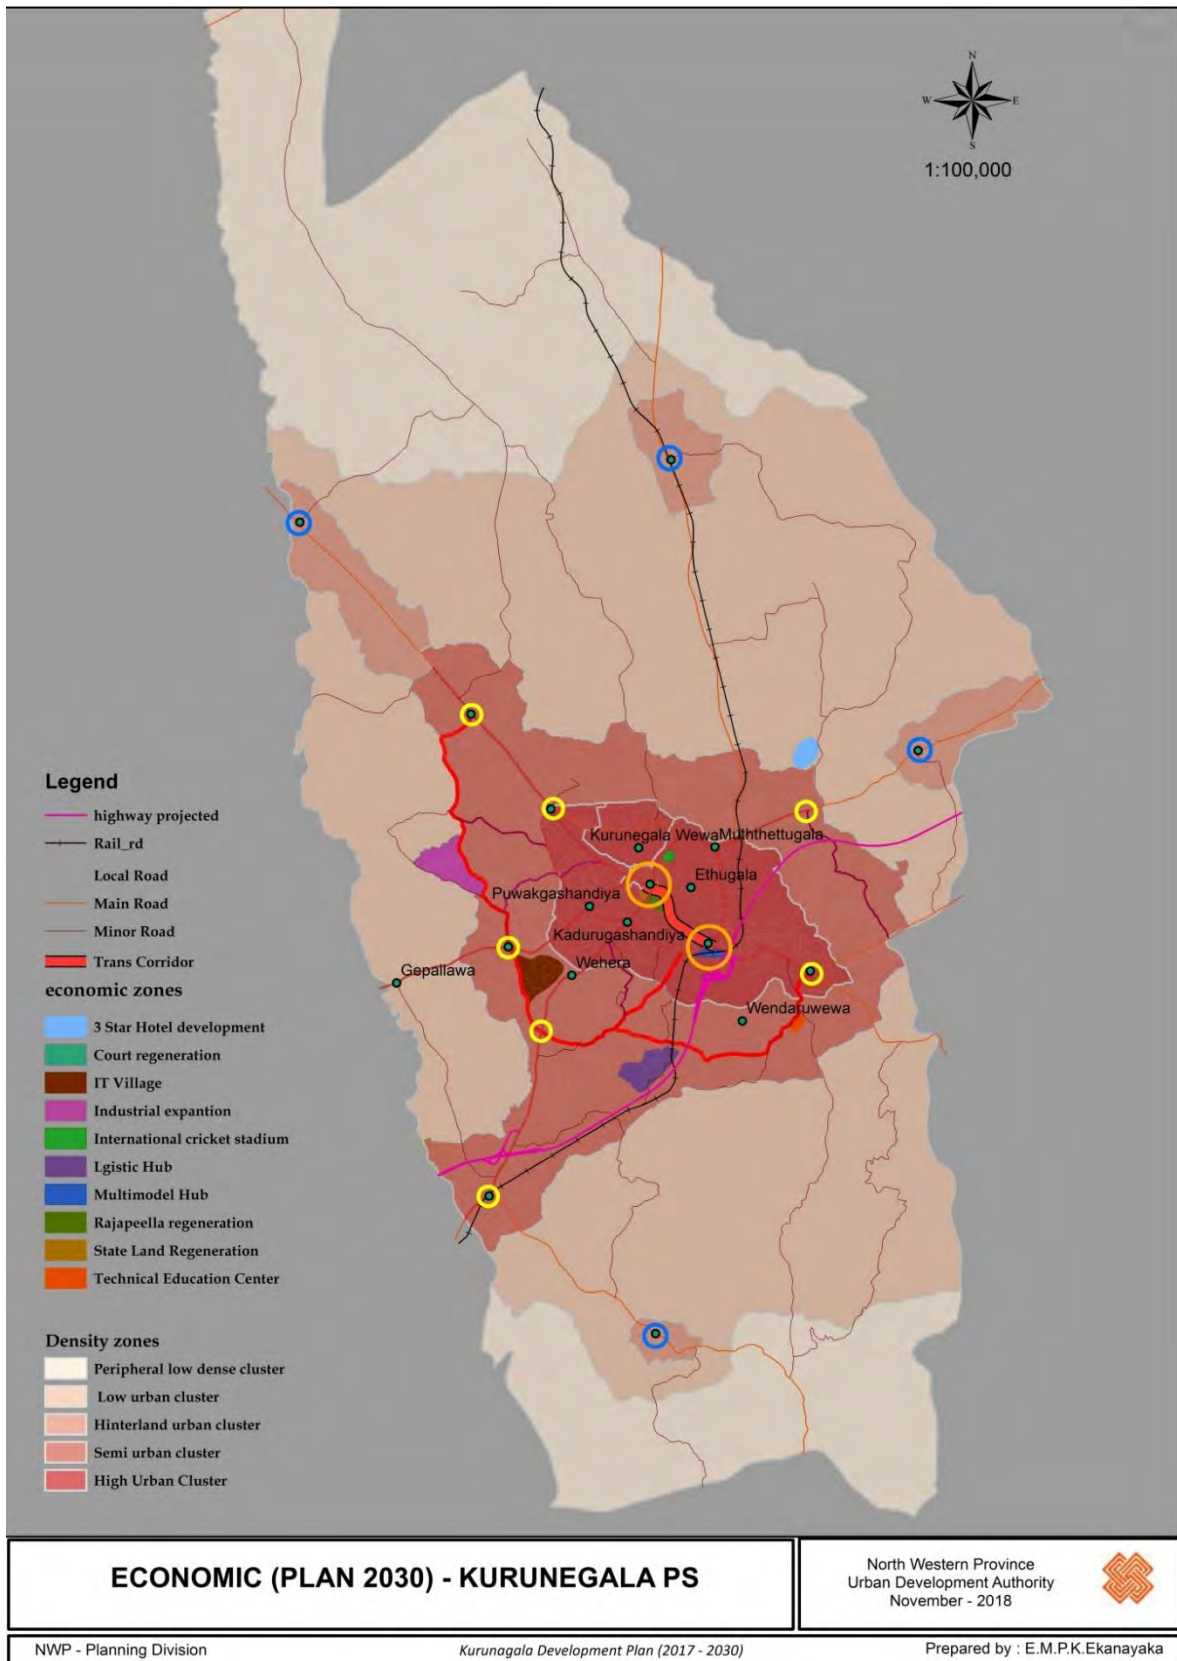 N
W E
S
1:100,000
Kurunegala Wewa
Muththettugala
Ethugala
Puwakgashandiya
Kadurugashandiya
Wehera
Gepallawa
Wendaruwewa
Legend
highway projected
Rail_rd
Local Road
Main Road
Minor Road
Trans Corridor
economic zones
3 Star Hotel development
Court regeneration
IT Village
Industrial expantion
International cricket stadium
Lgistic Hub
Multimodel Hub
Rajapeella regeneration
State Land Regeneration
Technical Education Center
Density zones
Peripheral low dense cluster
Low urban cluster
Hinterland urban cluster
Semi urban cluster
High Urban Cluster
ECONOMIC (PLAN 2030) - KURUNEGALA PS
North Western Province
Urban Development Authority
November - 2018
NWP - Planning Division
Kurunagala Development Plan (2017 - 2030)
Prepared by : E.M.P.K.Ekanayaka